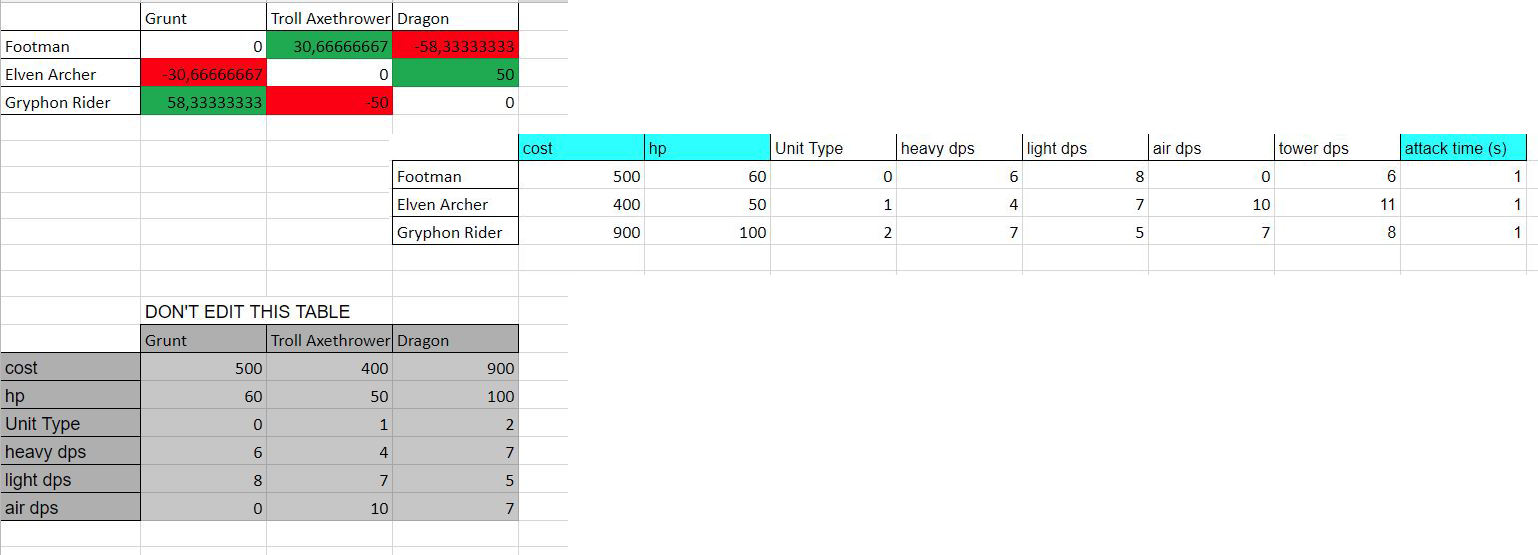 Grunt Troll Axethrower Dragon
Footman 0 30,66666667 -58,33333333
Elven Archer -30,66666667 0 50
Gryphon Rider 58,33333333 -50 0
cost hp Unit Type heavy dps light dps air dps tower dps attack time (s)
Footman 500 60 0 6 8 0 6 1
Elven Archer 400 50 1 4 7 10 11 1
Gryphon Rider 900 100 2 7 5 7 8 1
DON'T EDIT THIS TABLE
Grunt Troll Axethrower Dragon
cost 500 400 900
hp 60 50 100
Unit Type 0 1 2
heavy dps 6 4 7
light dps 8 7 5
air dps 0 10 7